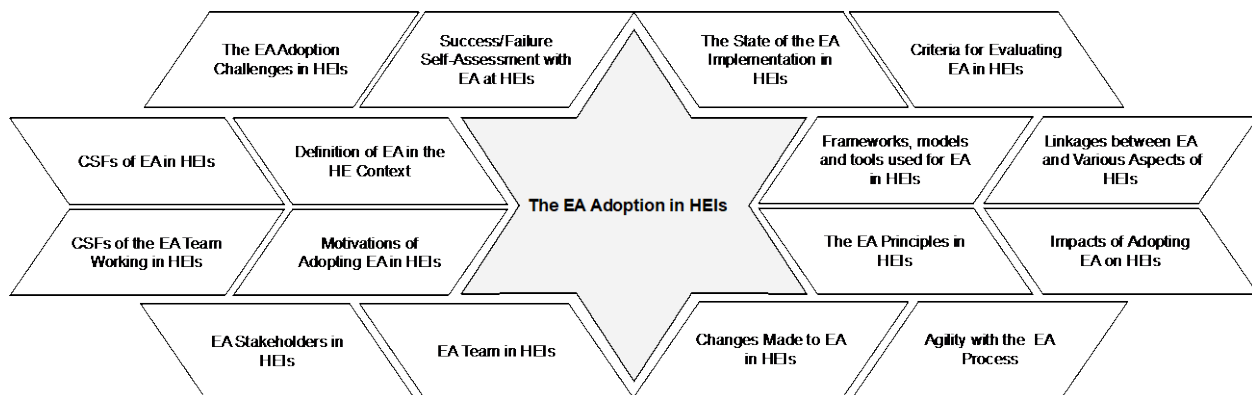 The EA Adoption
Challenges in HEIs
Success/Failure
Self-Assessment with
EA at HEIs
The State of the EA
Implementation in
HEIs
Criteria for Evaluating
EA in HEIs
CSFs of EA in HEIs
Definition of EA in the
HE Context
Frameworks, models
and tools used for EA
in HEIs
Linkages between EA
and Various Aspects of
HEIs
The EA Adoption in HEIs
CSFs of the EA Team
Working in HEIs
Motivations of
Adopting EA in HEIs
The EA Principles in
HEIs
Impacts of Adopting
EA on HEIs
EA Stakeholders in
HEIs
EA Team in HEIs
Changes Made to EA
in HEIs
Agility with the EA
Process